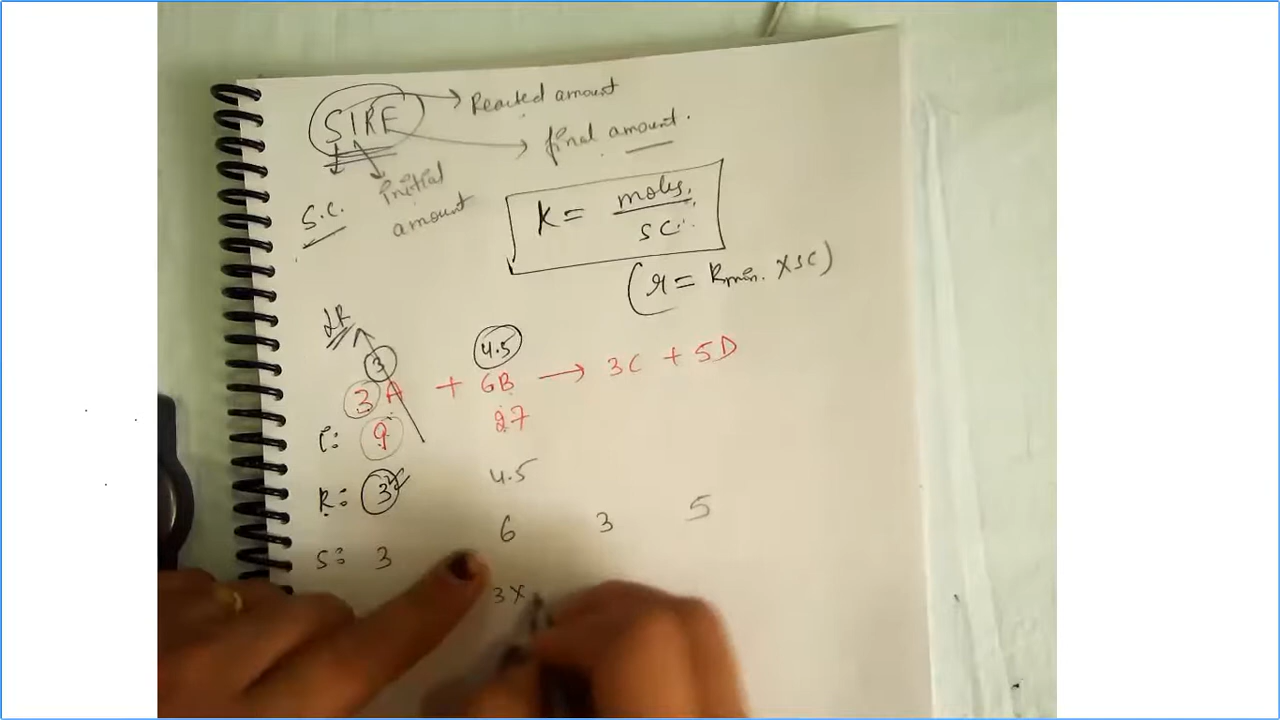 SIRF → Reacted amount
→ final amount.
S.C. initial
amount
K = moles
SC
(r = Kmin. × SC)
LR
3 4.5
3A + 6B → 3C + 5D
i: 9 27
K: 3 4.5
S: 3 6 3 5
3×